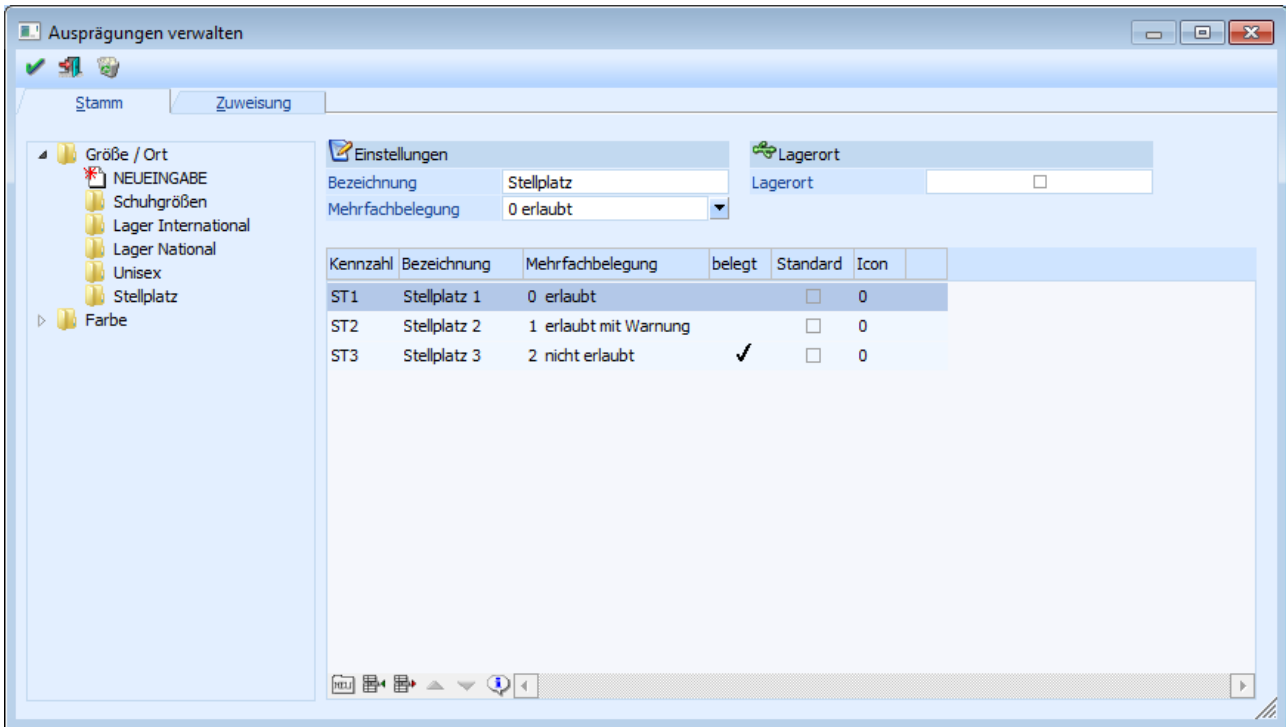 Ausprägungen verwalten
Stamm Zuweisung
Größe / Ort
NEUEINGABE
Schuhgrößen
Lager International
Lager National
Unisex
Stellplatz
Farbe
Einstellungen Lagerort
Bezeichnung Stellplatz Lagerort
Mehrfachbelegung 0 erlaubt
Kennzahl Bezeichnung Mehrfachbelegung belegt Standard Icon
ST1 Stellplatz 1 0 erlaubt 0
ST2 Stellplatz 2 1 erlaubt mit Warnung 0
ST3 Stellplatz 3 2 nicht erlaubt 0
NEU